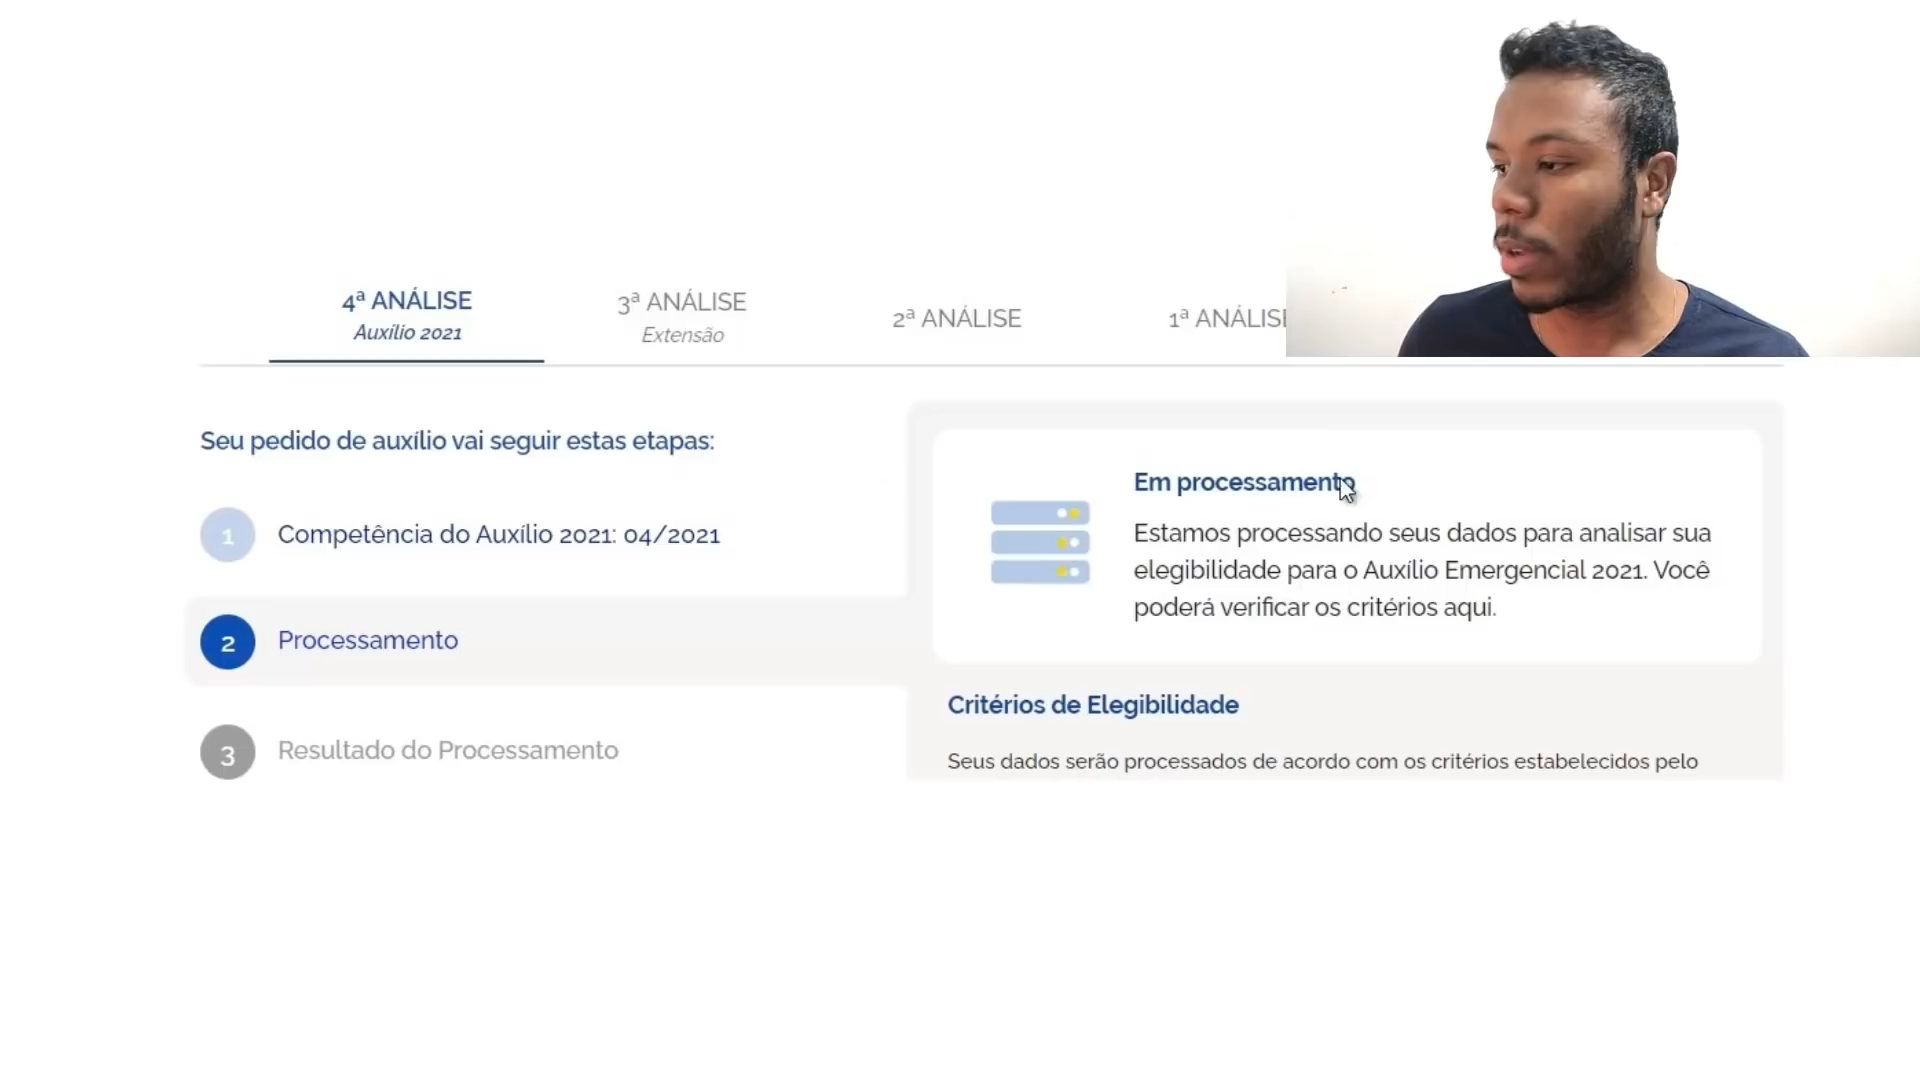 4ª ANÁLISE
Auxílio 2021
3ª ANÁLISE
Extensão
2ª ANÁLISE
1ª ANÁLISE
Seu pedido de auxílio vai seguir estas etapas:
1 Competência do Auxílio 2021: 04/2021
2 Processamento
3 Resultado do Processamento
Em processamento
Estamos processando seus dados para analisar sua
elegibilidade para o Auxílio Emergencial 2021. Você
poderá verificar os critérios aqui.
Critérios de Elegibilidade
Seus dados serão processados de acordo com os critérios estabelecidos pelo